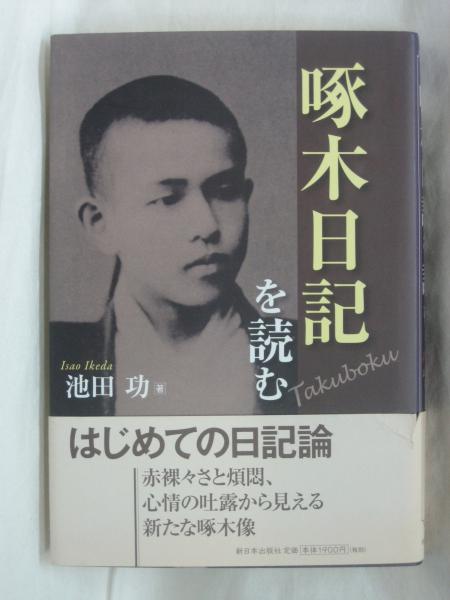 啄木日記
を読む
Takuboku
Isao Ikeda
池田 功 著
はじめての日記論
赤裸々さと煩悶、
心情の吐露から見える
新たな啄木像
新日本出版社 定価 本体1900円 (税別)